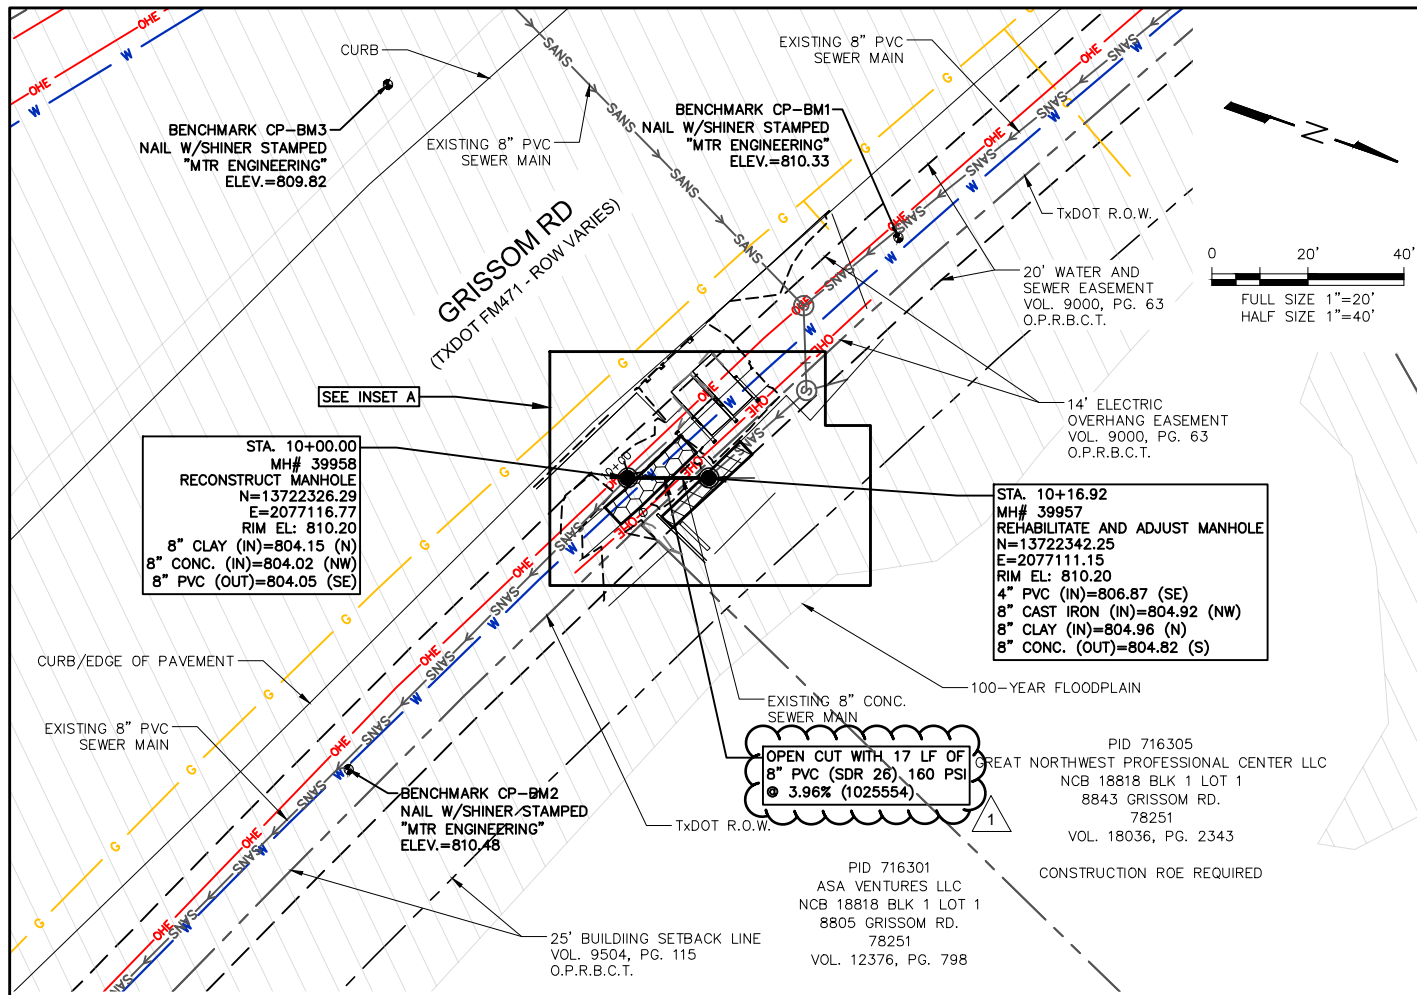 CURB
EXISTING 8" PVC
SEWER MAIN
BENCHMARK CP-BM3
NAIL W/SHINER STAMPED
"MTR ENGINEERING"
ELEV.=809.82
EXISTING 8" PVC
SEWER MAIN
BENCHMARK CP-BM1
NAIL W/SHINER STAMPED
"MTR ENGINEERING"
ELEV.=810.33
N
TxDOT R.O.W.
GRISSOM RD
(TXDOT FM471 - ROW VARIES)
0 20' 40'
FULL SIZE 1"=20'
HALF SIZE 1"=40'
20' WATER AND
SEWER EASEMENT
VOL. 9000, PG. 63
O.P.R.B.C.T.
SEE INSET A
14' ELECTRIC
OVERHANG EASEMENT
VOL. 9000, PG. 63
O.P.R.B.C.T.
STA. 10+00.00
MH# 39958
RECONSTRUCT MANHOLE
N=13722326.29
E=2077116.77
RIM EL: 810.20
8" CLAY (IN)=804.15 (N)
8" CONC. (IN)=804.02 (NW)
8" PVC (OUT)=804.05 (SE)
STA. 10+16.92
MH# 39957
REHABILITATE AND ADJUST MANHOLE
N=13722342.25
E=2077111.15
RIM EL: 810.20
4" PVC (IN)=806.87 (SE)
8" CAST IRON (IN)=804.92 (NW)
8" CLAY (IN)=804.96 (N)
8" CONC. (OUT)=804.82 (S)
CURB/EDGE OF PAVEMENT
100-YEAR FLOODPLAIN
EXISTING 8" CONC.
SEWER MAIN
EXISTING 8" PVC
SEWER MAIN
OPEN CUT WITH 17 LF OF
8" PVC (SDR 26) 160 PSI
@ 3.96% (1025554)
1
PID 716305
GREAT NORTHWEST PROFESSIONAL CENTER LLC
NCB 18818 BLK 1 LOT 1
8843 GRISSOM RD.
78251
VOL. 18036, PG. 2343
CONSTRUCTION ROE REQUIRED
BENCHMARK CP-BM2
NAIL W/SHINER STAMPED
"MTR ENGINEERING"
ELEV.=810.48
TxDOT R.O.W.
PID 716301
ASA VENTURES LLC
NCB 18818 BLK 1 LOT 1
8805 GRISSOM RD.
78251
VOL. 12376, PG. 798
25' BUILDIING SETBACK LINE
VOL. 9504, PG. 115
O.P.R.B.C.T.
OHE
W
SANS
G
S